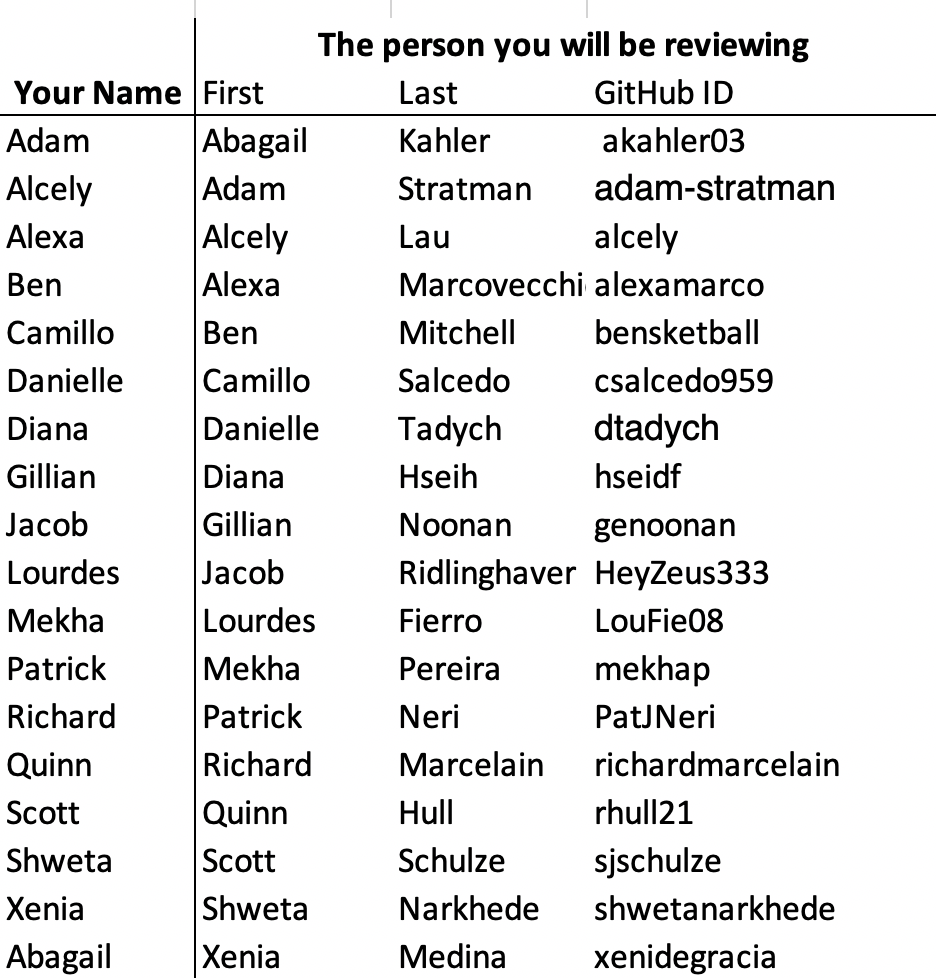 The person you will be reviewing
Your Name First Last GitHub ID
Adam Abagail Kahler akahler03
Alcely Adam Stratman adam-stratman
Alexa Alcely Lau alcely
Ben Alexa Marcovecchi alexamarco
Camillo Ben Mitchell bensketball
Danielle Camillo Salcedo csalcedo959
Diana Danielle Tadych dtadych
Gillian Diana Hseih hseidf
Jacob Gillian Noonan genoonan
Lourdes Jacob Ridlinghaver HeyZeus333
Mekha Lourdes Fierro LouFie08
Patrick Mekha Pereira mekhap
Richard Patrick Neri PatJNeri
Quinn Richard Marcelain richardmarcelain
Scott Quinn Hull rhull21
Shweta Scott Schulze sjschulze
Xenia Shweta Narkhede shwetanarkhede
Abagail Xenia Medina xenidegracia